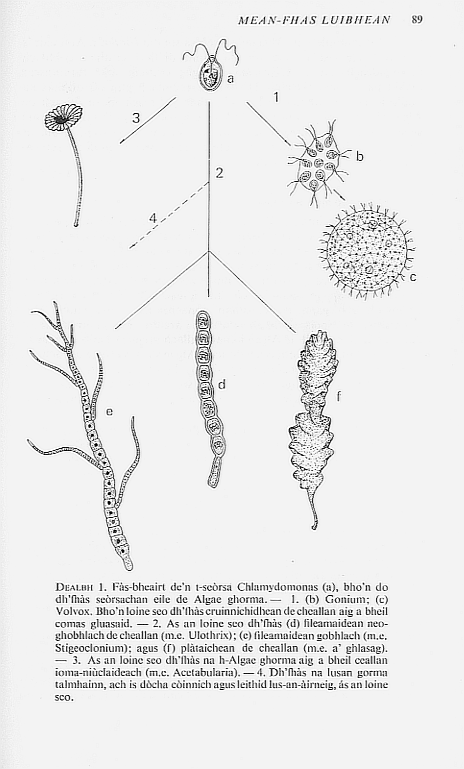 MEAN-FHAS LUIBHEAN 89
a
3
1
b
2
4
c
d
f
e
DEALBH 1. Fàs-bheairt de'n t-seòrsa Chlamydomonas (a), bho'n do
dh'fhàs seòrsachan eile de Algae ghorma. — 1. (b) Gonium; (c)
Volvox. Bho'n loine seo dh'fhàs cruinnichidhean de cheallan aig a bheil
comas gluasaid. — 2. As an loine seo dh'fhàs (d) fileamaidean neo-
ghobhlach de cheallan (m.e. Ulothrix); (e) fileamaidean gobhlach (m.e.
Stigeoclonium); agus (f) plàtaichean de cheallan (m.e. a' ghlasag).
— 3. As an loine seo dh'fhàs na h-Algae ghorma aig a bheil ceallan
ioma-niùclaideach (m.e. Acetabularia). — 4. Dh'fhàs na lusan gorma
talmhainn, ach is dòcha còinnich agus leithid lus-an-àirneig, ás an loine
seo.